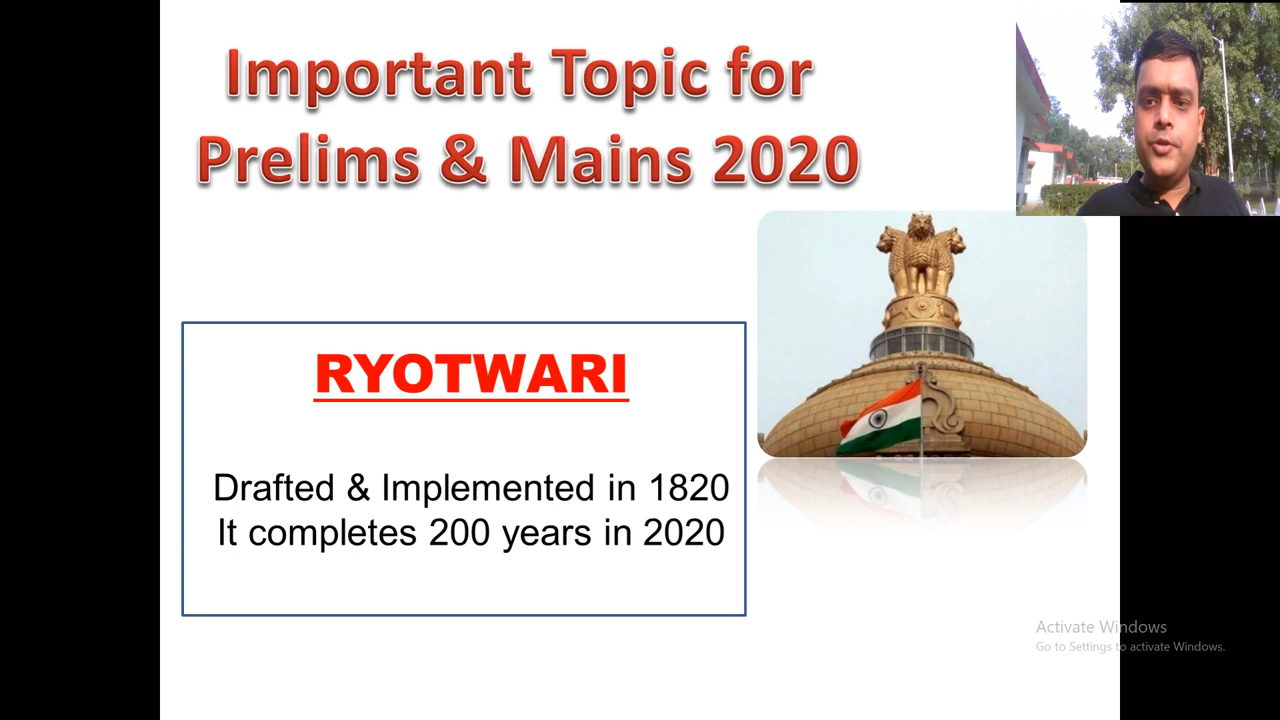 Important Topic for
Prelims & Mains 2020
RYOTWARI
Drafted & Implemented in 1820
It completes 200 years in 2020
Activate Windows
Go to Settings to activate Windows.